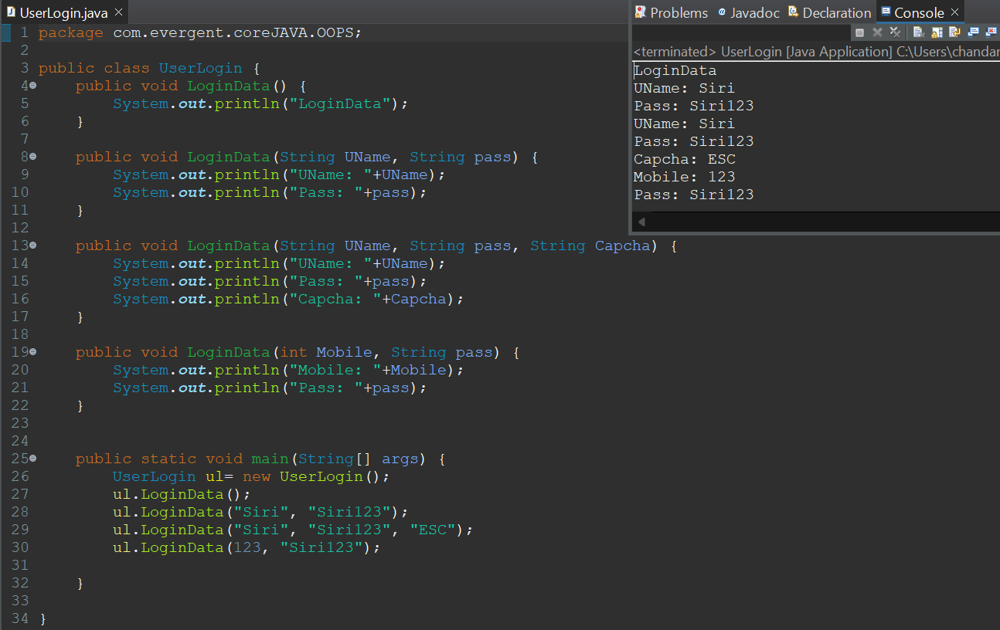 UserLogin.java
1 package com.evergent.coreJAVA.OOPS;
2
3 public class UserLogin {
4 public void LoginData() {
5 System.out.println("LoginData");
6 }
7
8 public void LoginData(String UName, String pass) {
9 System.out.println("UName: "+UName);
10 System.out.println("Pass: "+pass);
11 }
12
13 public void LoginData(String UName, String pass, String Capcha) {
14 System.out.println("UName: "+UName);
15 System.out.println("Pass: "+pass);
16 System.out.println("Capcha: "+Capcha);
17 }
18
19 public void LoginData(int Mobile, String pass) {
20 System.out.println("Mobile: "+Mobile);
21 System.out.println("Pass: "+pass);
22 }
23
24
25 public static void main(String[] args) {
26 UserLogin ul= new UserLogin();
27 ul.LoginData();
28 ul.LoginData("Siri", "Siri123");
29 ul.LoginData("Siri", "Siri123", "ESC");
30 ul.LoginData(123, "Siri123");
31
32 }
33
34 }
Problems @ Javadoc Declaration Console
<terminated> UserLogin [Java Application] C:\Users\chandar
LoginData
UName: Siri
Pass: Siri123
UName: Siri
Pass: Siri123
Capcha: ESC
Mobile: 123
Pass: Siri123